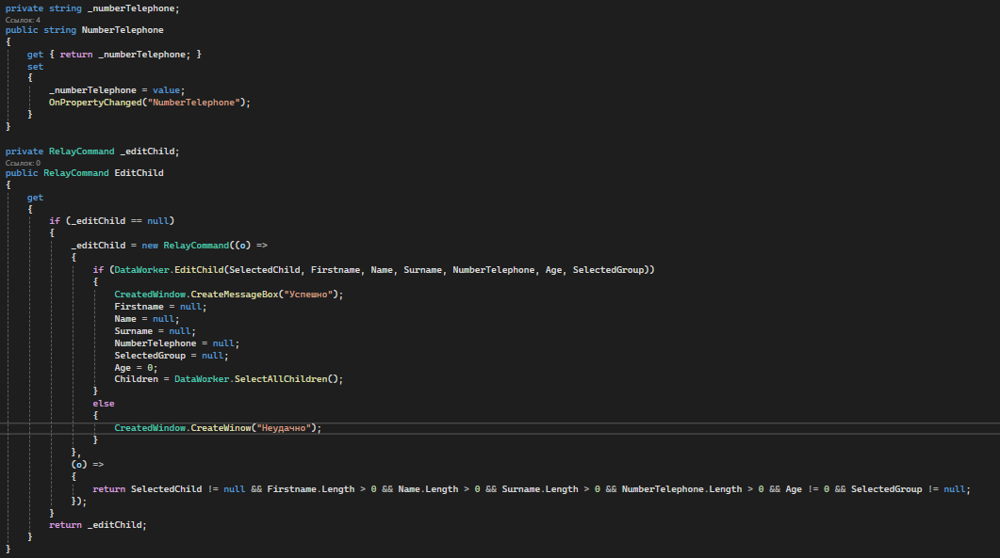 private string _numberTelephone;
Ссылок: 4
public string NumberTelephone
{
get { return _numberTelephone; }
set
{
_numberTelephone = value;
OnPropertyChanged("NumberTelephone");
}
}
private RelayCommand _editChild;
Ссылок: 0
public RelayCommand EditChild
{
get
{
if (_editChild == null)
{
_editChild = new RelayCommand((o) =>
{
if (DataWorker.EditChild(SelectedChild, Firstname, Name, Surname, NumberTelephone, Age, SelectedGroup))
{
CreatedWindow.CreateMessageBox("Успешно");
Firstname = null;
Name = null;
Surname = null;
NumberTelephone = null;
SelectedGroup = null;
Age = 0;
Children = DataWorker.SelectAllChildren();
}
else
{
CreatedWindow.CreateWinow("Неудачно");
}
},
(o) =>
{
return SelectedChild != null && Firstname.Length > 0 && Name.Length > 0 && Surname.Length > 0 && NumberTelephone.Length > 0 && Age != 0 && SelectedGroup != null;
});
}
return _editChild;
}
}